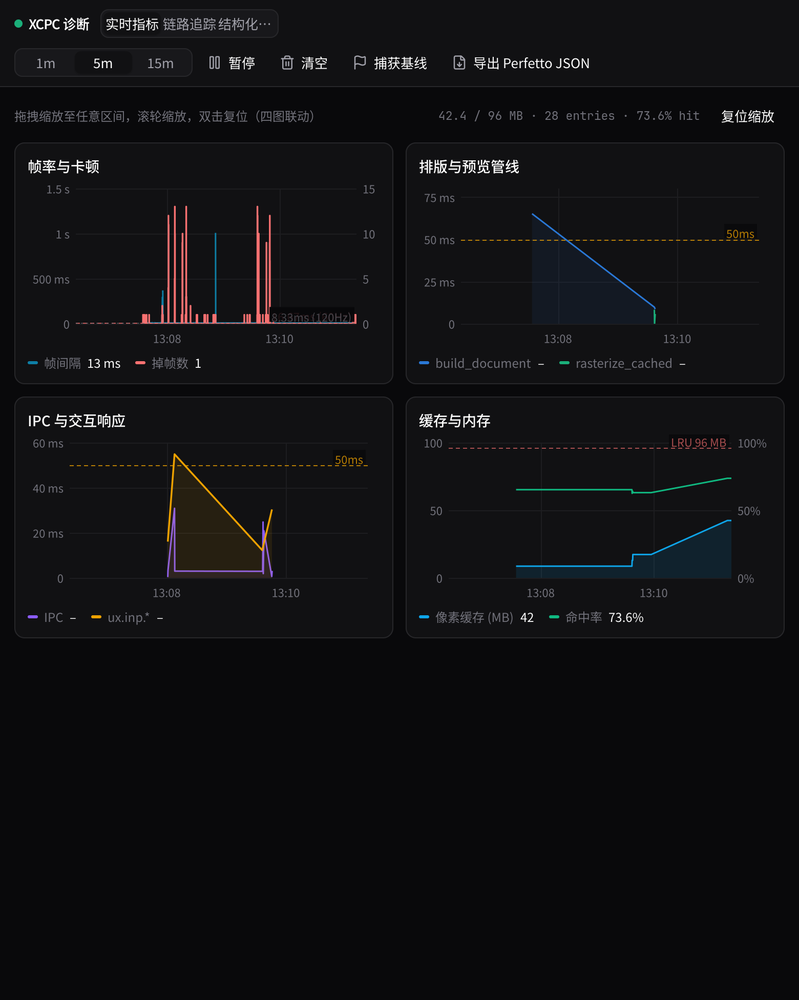 XCPC 诊断 实时指标 链路追踪 结构化…
1m 5m 15m 暂停 清空 捕获基线 导出 Perfetto JSON
拖拽缩放至任意区间，滚轮缩放，双击复位（四图联动） 42.4 / 96 MB · 28 entries · 73.6% hit 复位缩放
帧率与卡顿
1.5 s 15
1 s 10
500 ms 5
8.33ms (120Hz)
0 0
13:08 13:10
帧间隔 13 ms 掉帧数 1
排版与预览管线
75 ms
50ms
50 ms
25 ms
0
13:08 13:10
build_document – rasterize_cached –
IPC 与交互响应
60 ms
50ms
40 ms
20 ms
0
13:08 13:10
IPC – ux.inp.* –
缓存与内存
100 LRU 96 MB 100%
50 50%
0 0%
13:08 13:10
像素缓存 (MB) 42 命中率 73.6%